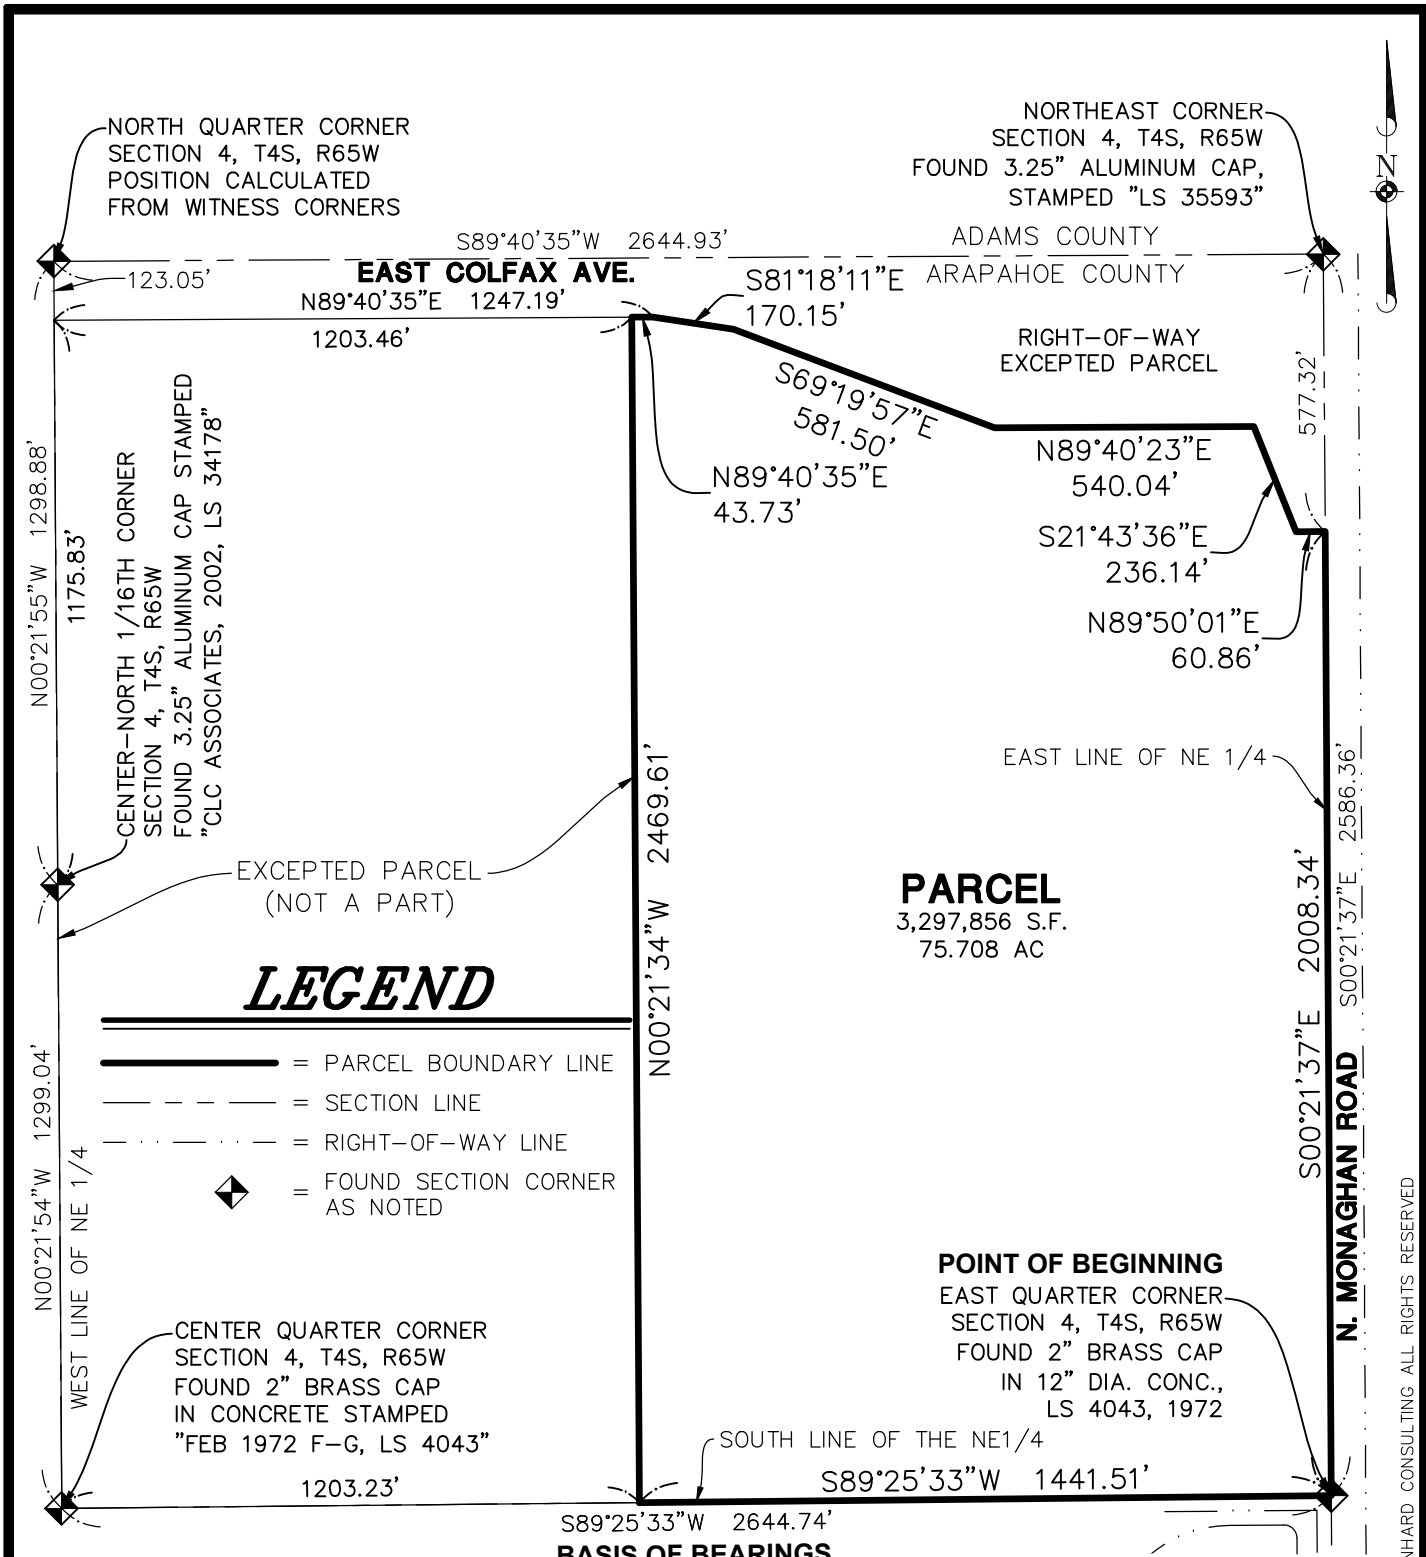 NORTH QUARTER CORNER
SECTION 4, T4S, R65W
POSITION CALCULATED
FROM WITNESS CORNERS
NORTHEAST CORNER
SECTION 4, T4S, R65W
FOUND 3.25” ALUMINUM CAP,
STAMPED ”LS 35593”
N
S89°40’35”W 2644.93’
ADAMS COUNTY
ARAPAHOE COUNTY
EAST COLFAX AVE.
123.05’
N89°40’35”E 1247.19’
1203.46’
S81°18’11”E
170.15’
RIGHT–OF–WAY
EXCEPTED PARCEL
577.32’
S69°19’57”E
581.50’
N89°40’35”E
43.73’
N89°40’23”E
540.04’
S21°43’36”E
236.14’
N89°50’01”E
60.86’
N00°21’55”W 1298.88’
1175.83’
CENTER–NORTH 1/16TH CORNER
SECTION 4, T4S, R65W
FOUND 3.25” ALUMINUM CAP STAMPED
”CLC ASSOCIATES, 2002, LS 34178”
EAST LINE OF NE 1/4
S00°21’37”E 2586.36’
N00°21’34”W 2469.61’
S00°21’37”E 2008.34’
EXCEPTED PARCEL
(NOT A PART)
PARCEL
3,297,856 S.F.
75.708 AC
LEGEND
= PARCEL BOUNDARY LINE
= SECTION LINE
= RIGHT–OF–WAY LINE
= FOUND SECTION CORNER
AS NOTED
N00°21’54”W 1299.04’
WEST LINE OF NE 1/4
N. MONAGHAN ROAD
POINT OF BEGINNING
EAST QUARTER CORNER
SECTION 4, T4S, R65W
FOUND 2” BRASS CAP
IN 12” DIA. CONC.,
LS 4043, 1972
CENTER QUARTER CORNER
SECTION 4, T4S, R65W
FOUND 2” BRASS CAP
IN CONCRETE STAMPED
”FEB 1972 F–G, LS 4043”
SOUTH LINE OF THE NE1/4
1203.23’
S89°25’33”W 1441.51’
S89°25’33”W 2644.74’
BASIS OF BEARINGS
CONSULTING ALL RIGHTS RESERVED